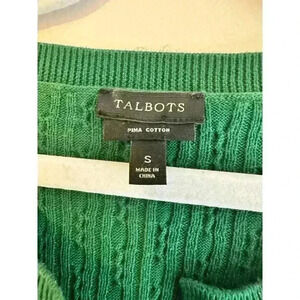 TALBOTS
PIMA COTTON
S
MADE IN
CHINA